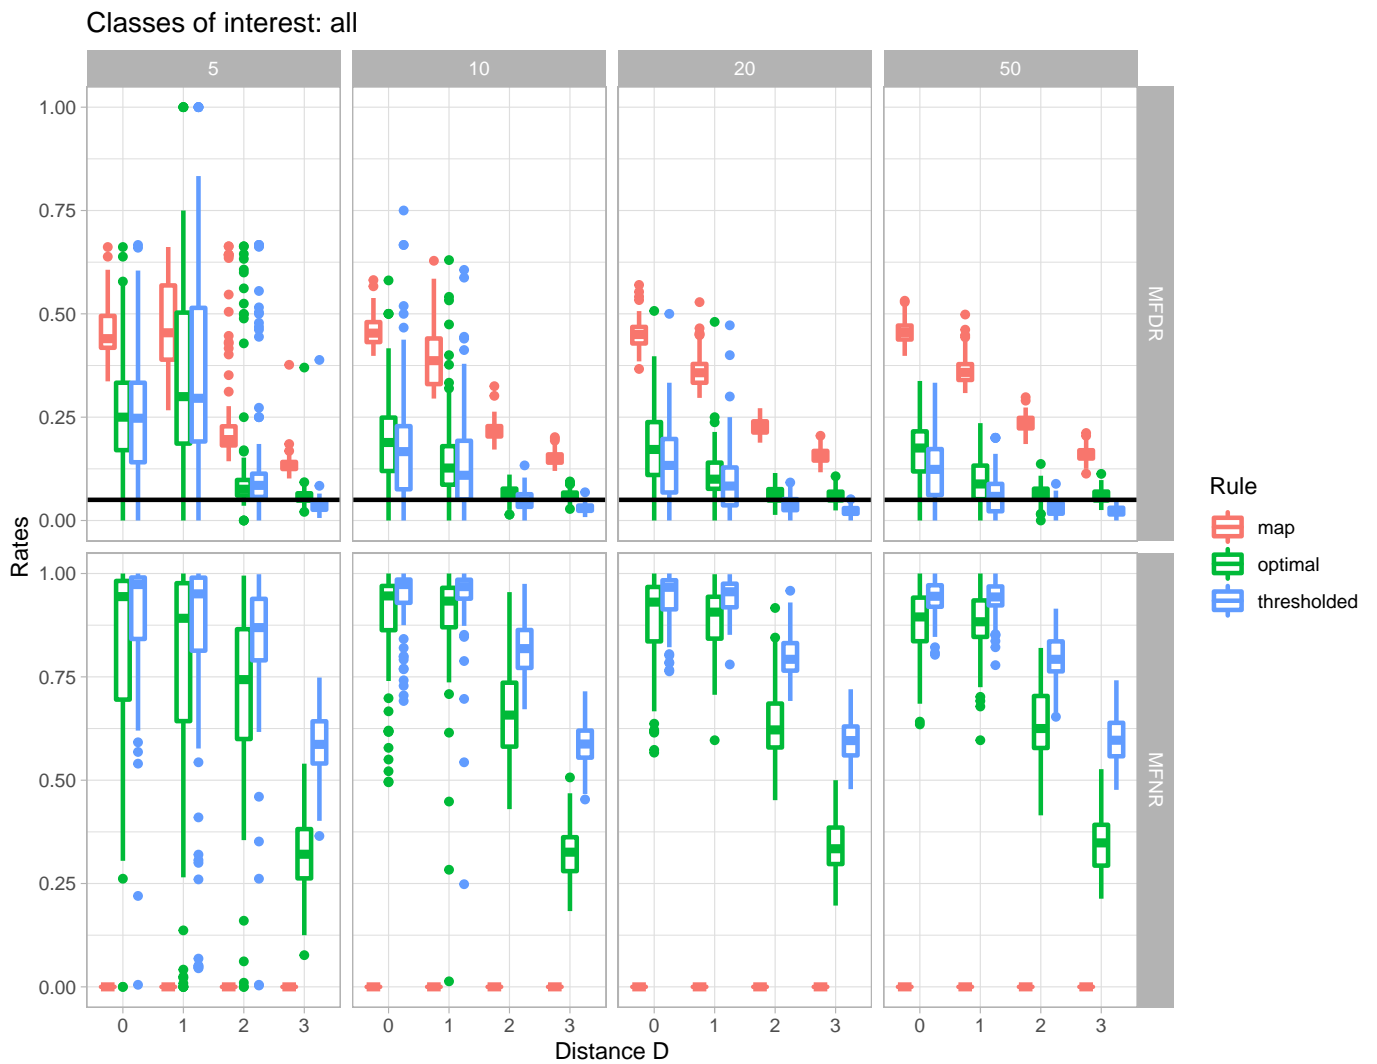 Classes of interest: all
5 10 20 50
1.00
0.75
0.50
0.25
0.00
MFDR
1.00
0.75
0.50
0.25
0.00
MFNR
Rates
0 1 2 3 0 1 2 3 0 1 2 3 0 1 2 3
Distance D
Rule
map
optimal
thresholded